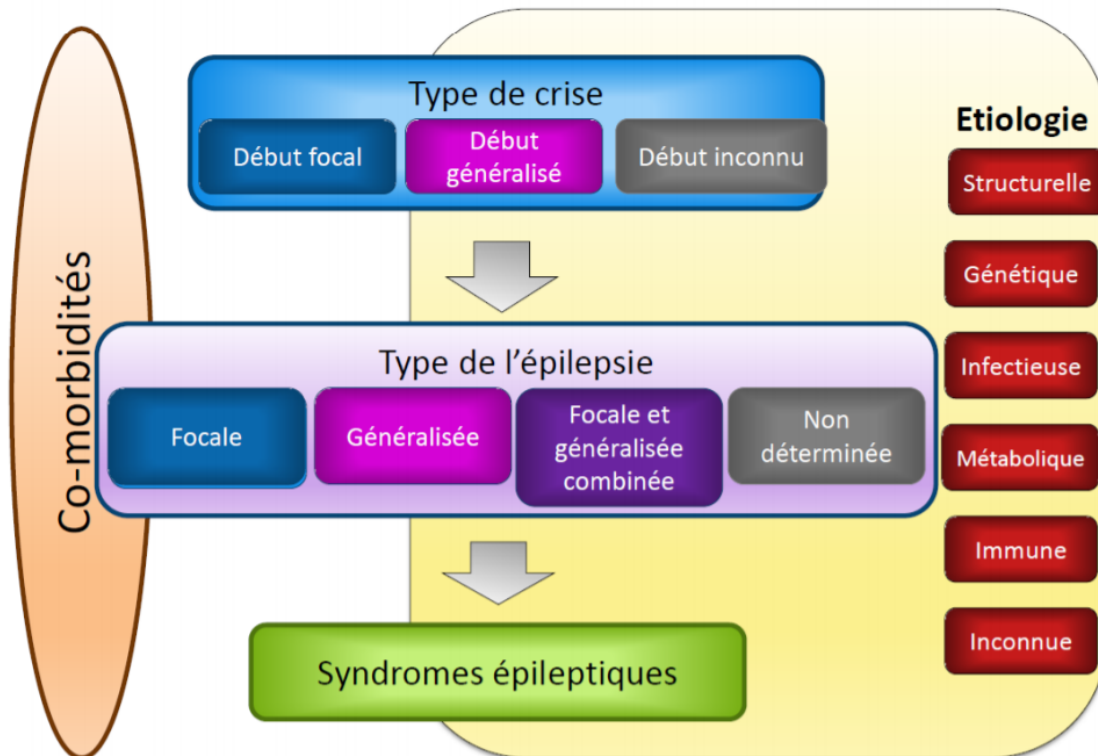 Co-morbidités
Type de crise
Début focal
Début
généralisé
Début inconnu
Type de l'épilepsie
Focale
Généralisée
Focale et
généralisée
combinée
Non
déterminée
Syndromes épileptiques
Etiologie
Structurelle
Génétique
Infectieuse
Métabolique
Immune
Inconnue